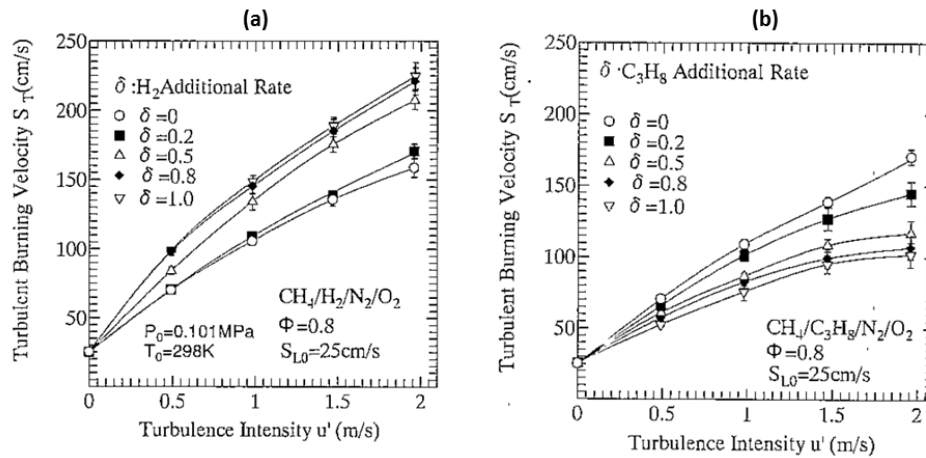 (a)
250
200
150
100
50
0
0.5
1
1.5
2
Turbulent Burning Velocity S_T(cm/s)
Turbulence Intensity u' (m/s)
δ :H₂Additional Rate
δ =0
δ =0.2
δ =0.5
δ =0.8
δ =1.0
P₀=0.101MPa
T₀=298K
CH₄/H₂/N₂/O₂
Φ=0.8
S_L0=25cm/s
(b)
250
200
150
100
50
0
0.5
1
1.5
2
Turbulent Burning Velocity S_T(cm/s)
Turbulence Intensity u' (m/s)
δ ·C₃H₈ Additional Rate
δ =0
δ =0.2
δ =0.5
δ =0.8
δ =1.0
CH₄/C₃H₈/N₂/O₂
Φ=0.8
S_L0=25cm/s